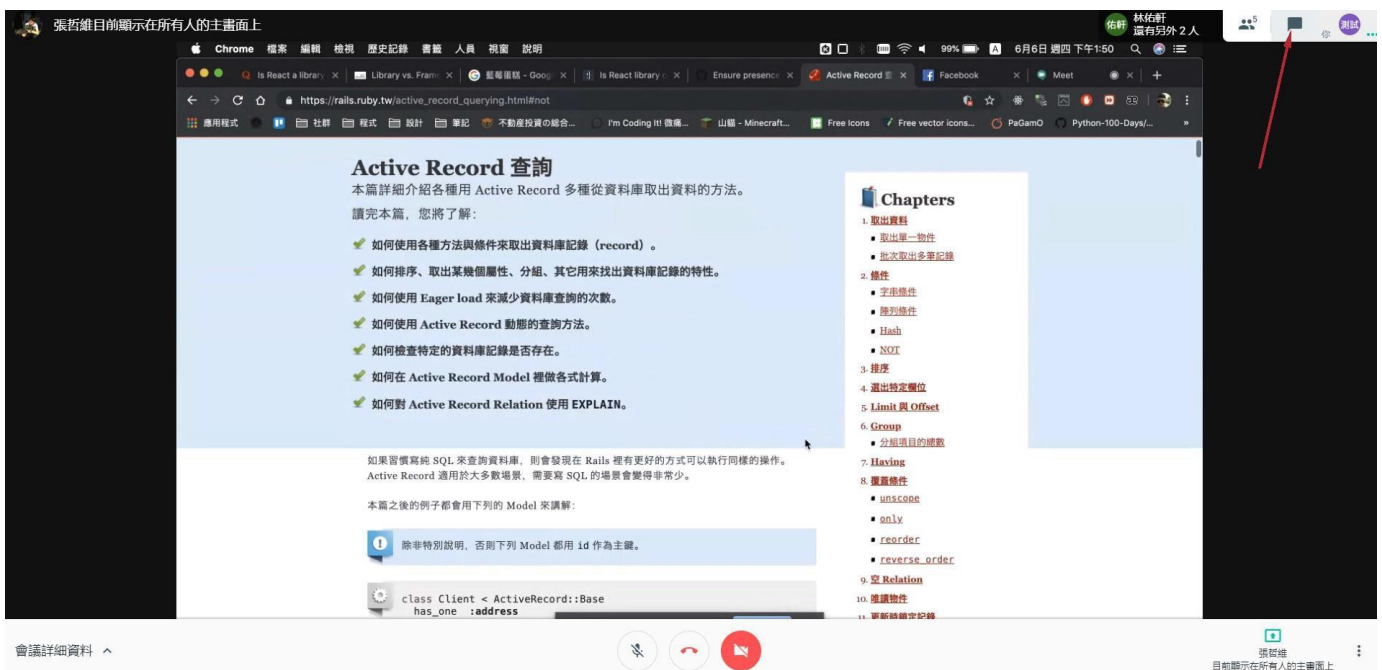 張哲維目前顯示在所有人的主畫面上
佑軒
林佑軒
還有另外 2 人
5
你
測試
Chrome 檔案 編輯 檢視 歷史記錄 書籤 人員 視窗 說明
99%
A
6月6日 週四 下午1:50
Is React a library
Library vs. Fram
藍莓蛋糕 - Goog
Is React library o
Ensure presence
Active Record
Facebook
Meet
https://rails.ruby.tw/active_record_querying.html#not
應用程式
社群
程式
設計
筆記
不動産投資の総合...
I'm Coding It! 微痛...
山貓 - Minecraft...
Free Icons
Free vector icons...
PaGamO
Python-100-Days/...
»
Active Record 查詢
本篇詳細介紹各種用 Active Record 多種從資料庫取出資料的方法。
讀完本篇，您將了解：
如何使用各種方法與條件來取出資料庫記錄（record）。
如何排序、取出某幾個屬性、分組、其它用來找出資料庫記錄的特性。
如何使用 Eager load 來減少資料庫查詢的次數。
如何使用 Active Record 動態的查詢方法。
如何檢查特定的資料庫記錄是否存在。
如何在 Active Record Model 裡做各式計算。
如何對 Active Record Relation 使用 EXPLAIN。
如果習慣寫純 SQL 來查詢資料庫，則會發現在 Rails 裡有更好的方式可以執行同樣的操作。
Active Record 適用於大多數場景，需要寫 SQL 的場景會變得非常少。
本篇之後的例子都會用下列的 Model 來講解：
除非特別說明，否則下列 Model 都用 id 作為主鍵。
class Client < ActiveRecord::Base
has_one :address
Chapters
1. 取出資料
取出單一物件
批次取出多筆記錄
2. 條件
字串條件
陣列條件
Hash
NOT
3. 排序
4. 選出特定欄位
5. Limit 與 Offset
6. Group
分組項目的總數
7. Having
8. 覆蓋條件
unscope
only
reorder
reverse_order
9. 空 Relation
10. 唯讀物件
11. 更新時鎖定記錄
會議詳細資料
張哲維
目前顯示在所有人的主畫面上